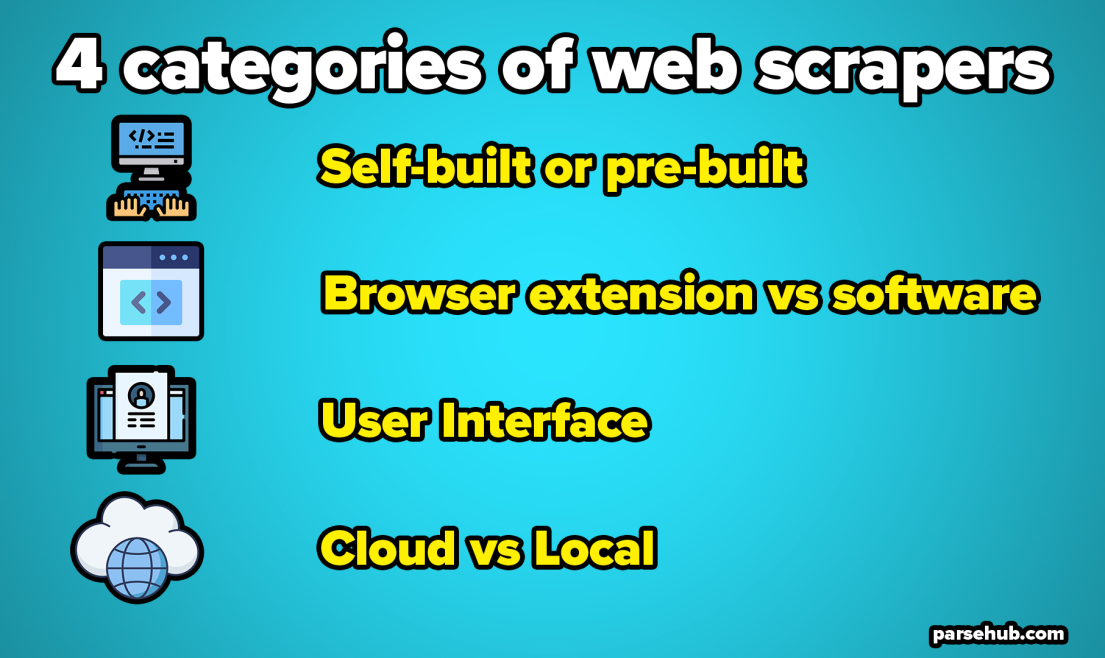 4 categories of web scrapers
Self-built or pre-built
Browser extension vs software
User Interface
Cloud vs Local
parsehub.com